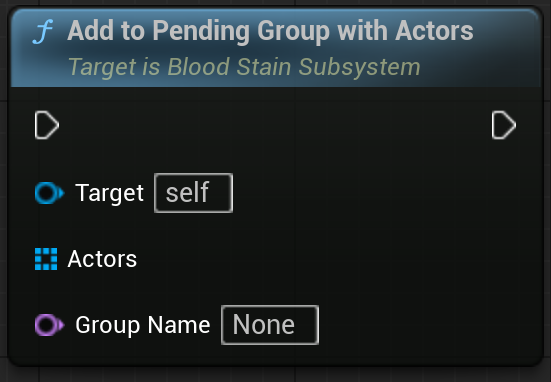 f Add to Pending Group with Actors
Target is Blood Stain Subsystem
Target self
Actors
Group Name None